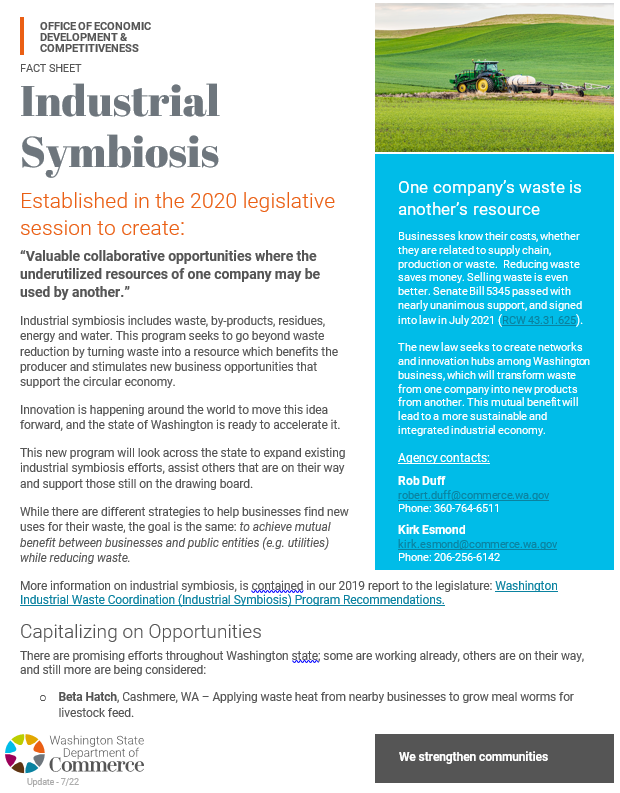 OFFICE OF ECONOMIC
DEVELOPMENT &
COMPETITIVENESS
FACT SHEET
Industrial
Symbiosis
Established in the 2020 legislative
session to create:
“Valuable collaborative opportunities where the
underutilized resources of one company may be
used by another.”
Industrial symbiosis includes waste, by-products, residues,
energy and water. This program seeks to go beyond waste
reduction by turning waste into a resource which benefits the
producer and stimulates new business opportunities that
support the circular economy.
Innovation is happening around the world to move this idea
forward, and the state of Washington is ready to accelerate it.
This new program will look across the state to expand existing
industrial symbiosis efforts, assist others that are on their way
and support those still on the drawing board.
While there are different strategies to help businesses find new
uses for their waste, the goal is the same: to achieve mutual
benefit between businesses and public entities (e.g. utilities)
while reducing waste.
One company’s waste is
another’s resource
Businesses know their costs, whether
they are related to supply chain,
production or waste. Reducing waste
saves money. Selling waste is even
better. Senate Bill 5345 passed with
nearly unanimous support, and signed
into law in July 2021 (RCW 43.31.625).
The new law seeks to create networks
and innovation hubs among Washington
business, which will transform waste
from one company into new products
from another. This mutual benefit will
lead to a more sustainable and
integrated industrial economy.
Agency contacts:
Rob Duff
robert.duff@commerce.wa.gov
Phone: 360-764-6511
Kirk Esmond
kirk.esmond@commerce.wa.gov
Phone: 206-256-6142
More information on industrial symbiosis, is contained in our 2019 report to the legislature: Washington
Industrial Waste Coordination (Industrial Symbiosis) Program Recommendations.
Capitalizing on Opportunities
There are promising efforts throughout Washington state; some are working already, others are on their way,
and still more are being considered:
o Beta Hatch, Cashmere, WA – Applying waste heat from nearby businesses to grow meal worms for
livestock feed.
Washington State
Department of
Commerce
Update - 7/22
We strengthen communities